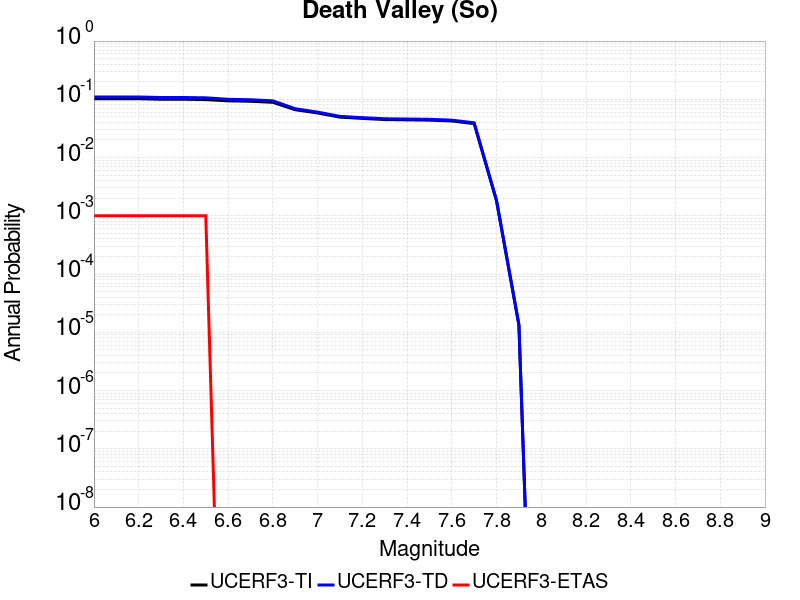 Death Valley (So)
Annual Probability
10^0
10^-1
10^-2
10^-3
10^-4
10^-5
10^-6
10^-7
10^-8
6 6.2 6.4 6.6 6.8 7 7.2 7.4 7.6 7.8 8 8.2 8.4 8.6 8.8 9
Magnitude
UCERF3-TI UCERF3-TD UCERF3-ETAS